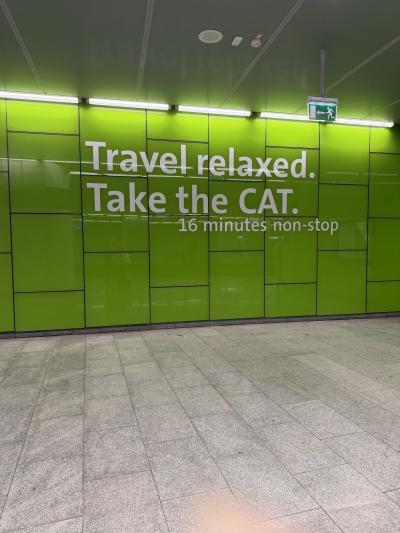 Travel relaxed.
Take the CAT.
16 minutes non-stop